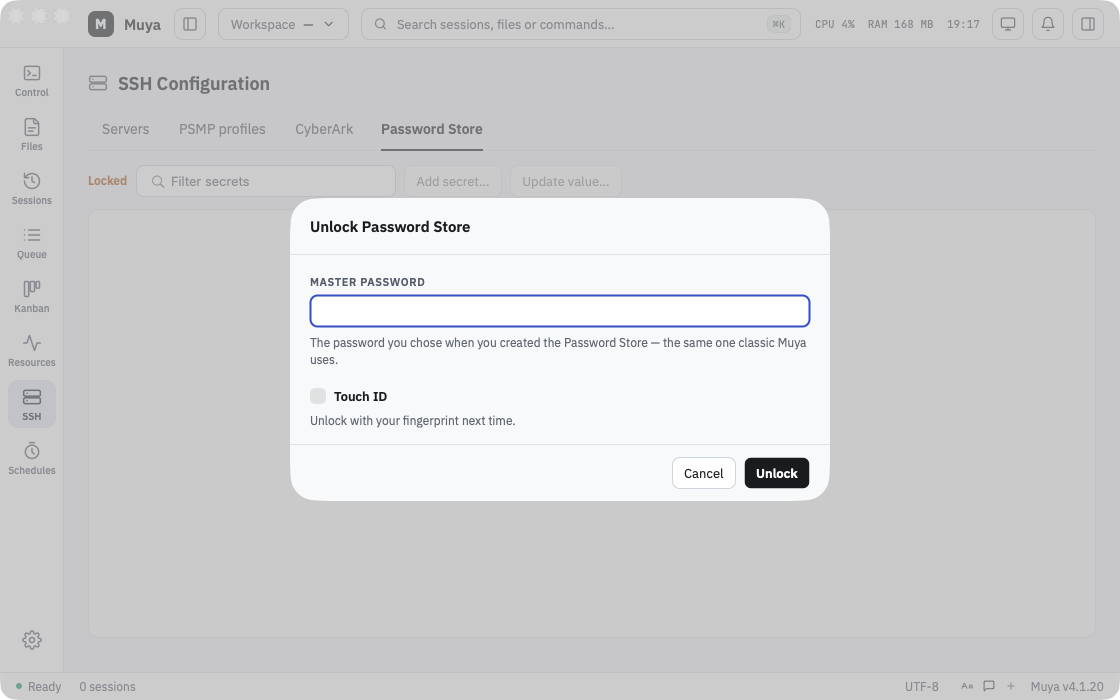 M Muya
Workspace —
Search sessions, files or commands...
⌘K
CPU 4% RAM 168 MB 19:17
Control
Files
Sessions
Queue
Kanban
Resources
SSH
Schedules
SSH Configuration
Servers PSMP profiles CyberArk Password Store
Locked Filter secrets Add secret... Update value...
Unlock Password Store
MASTER PASSWORD
The password you chose when you created the Password Store — the same one classic Muya
uses.
Touch ID
Unlock with your fingerprint next time.
Cancel Unlock
Ready 0 sessions UTF-8 Aa + Muya v4.1.20